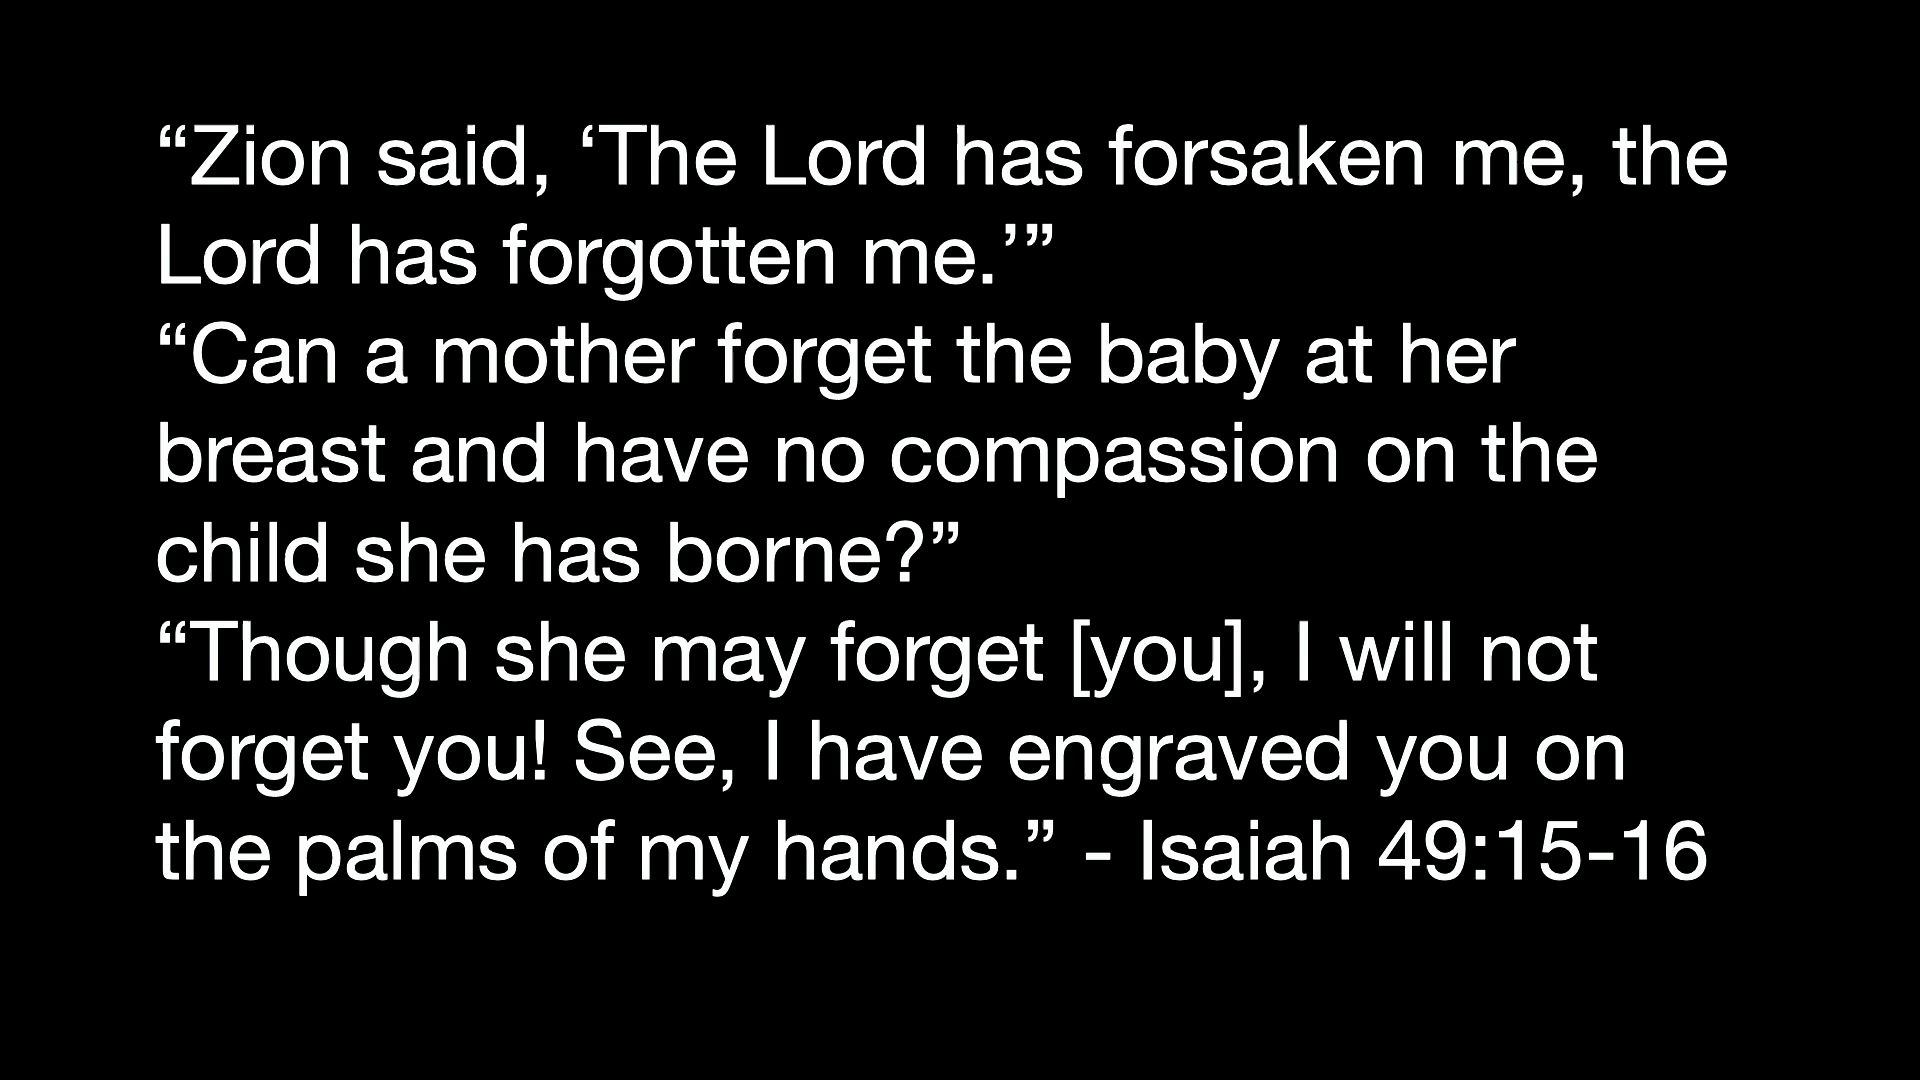 “Zion said, ‘The Lord has forsaken me, the
Lord has forgotten me.’”
“Can a mother forget the baby at her
breast and have no compassion on the
child she has borne?”
“Though she may forget [you], I will not
forget you! See, I have engraved you on
the palms of my hands.” - Isaiah 49:15-16